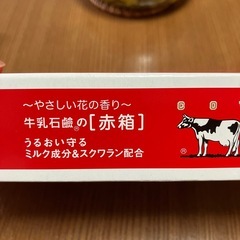 ～やさしい花の香り～
牛乳石鹸®の［赤箱］
うるおい守る
ミルク成分&スクワラン配合